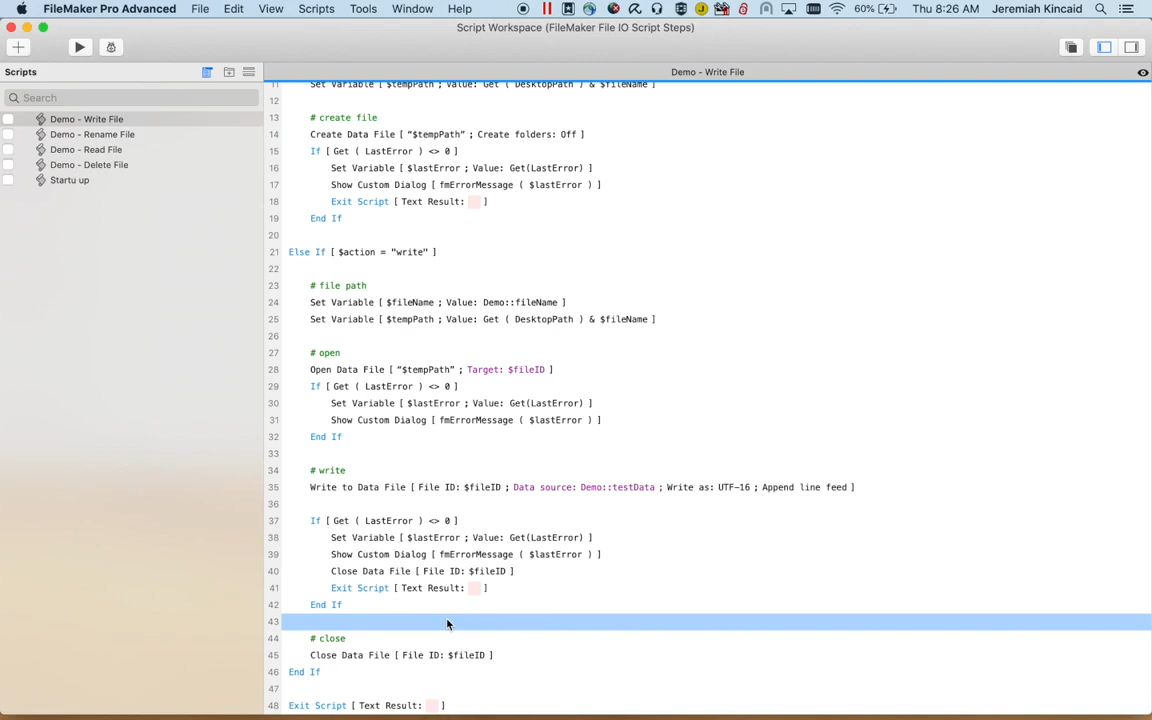 FileMaker Pro Advanced File Edit View Scripts Tools Window Help 60% Thu 8:26 AM Jeremiah Kincaid
Script Workspace (FileMaker File IO Script Steps)
Scripts
Demo - Write File
Search
Demo - Write File
Demo - Rename File
Demo - Read File
Demo - Delete File
Startu up
11 Set Variable [ $tempPath ; Value: Get ( DesktopPath ) & $fileName ]
12
13 # create file
14 Create Data File [ “$tempPath” ; Create folders: Off ]
15 If [ Get ( LastError ) <> 0 ]
16 Set Variable [ $lastError ; Value: Get(LastError) ]
17 Show Custom Dialog [ fmErrorMessage ( $lastError ) ]
18 Exit Script [ Text Result: ]
19 End If
20
21 Else If [ $action = "write" ]
22
23 # file path
24 Set Variable [ $fileName ; Value: Demo::fileName ]
25 Set Variable [ $tempPath ; Value: Get ( DesktopPath ) & $fileName ]
26
27 # open
28 Open Data File [ “$tempPath” ; Target: $fileID ]
29 If [ Get ( LastError ) <> 0 ]
30 Set Variable [ $lastError ; Value: Get(LastError) ]
31 Show Custom Dialog [ fmErrorMessage ( $lastError ) ]
32 End If
33
34 # write
35 Write to Data File [ File ID: $fileID ; Data source: Demo::testData ; Write as: UTF-16 ; Append line feed ]
36
37 If [ Get ( LastError ) <> 0 ]
38 Set Variable [ $lastError ; Value: Get(LastError) ]
39 Show Custom Dialog [ fmErrorMessage ( $lastError ) ]
40 Close Data File [ File ID: $fileID ]
41 Exit Script [ Text Result: ]
42 End If
43
44 # close
45 Close Data File [ File ID: $fileID ]
46 End If
47
48 Exit Script [ Text Result: ]